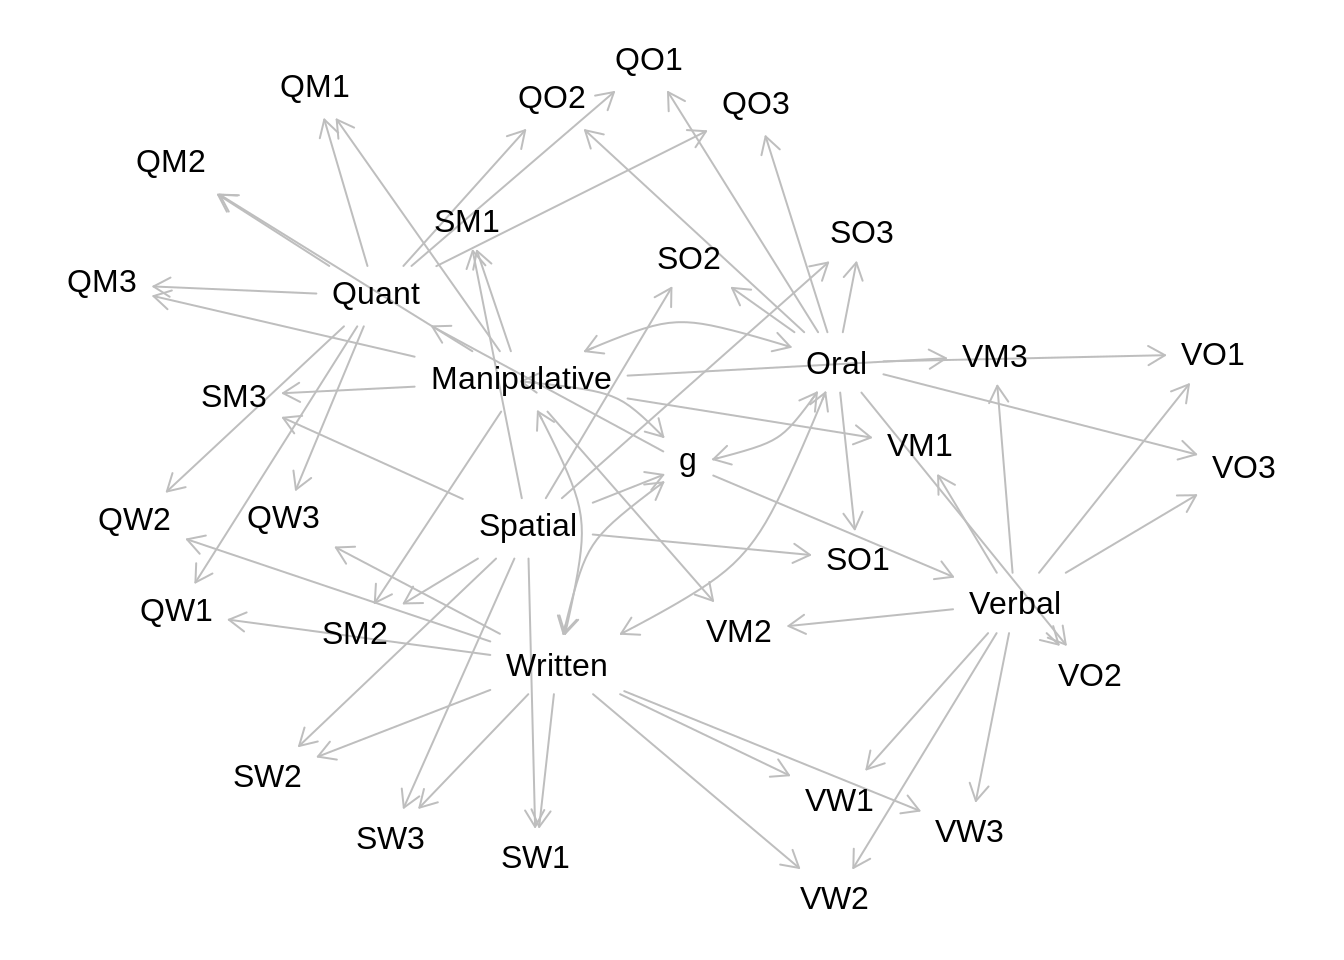 QO1
QM1
QO2
QO3
QM2
SM1
SO3
SO2
QM3
Quant
VM3
VO1
Oral
Manipulative
SM3
VM1
g
VO3
QW2
QW3
Spatial
SO1
QW1
Verbal
SM2
VM2
Written
VO2
SW2
VW1
SW3
VW3
SW1
VW2